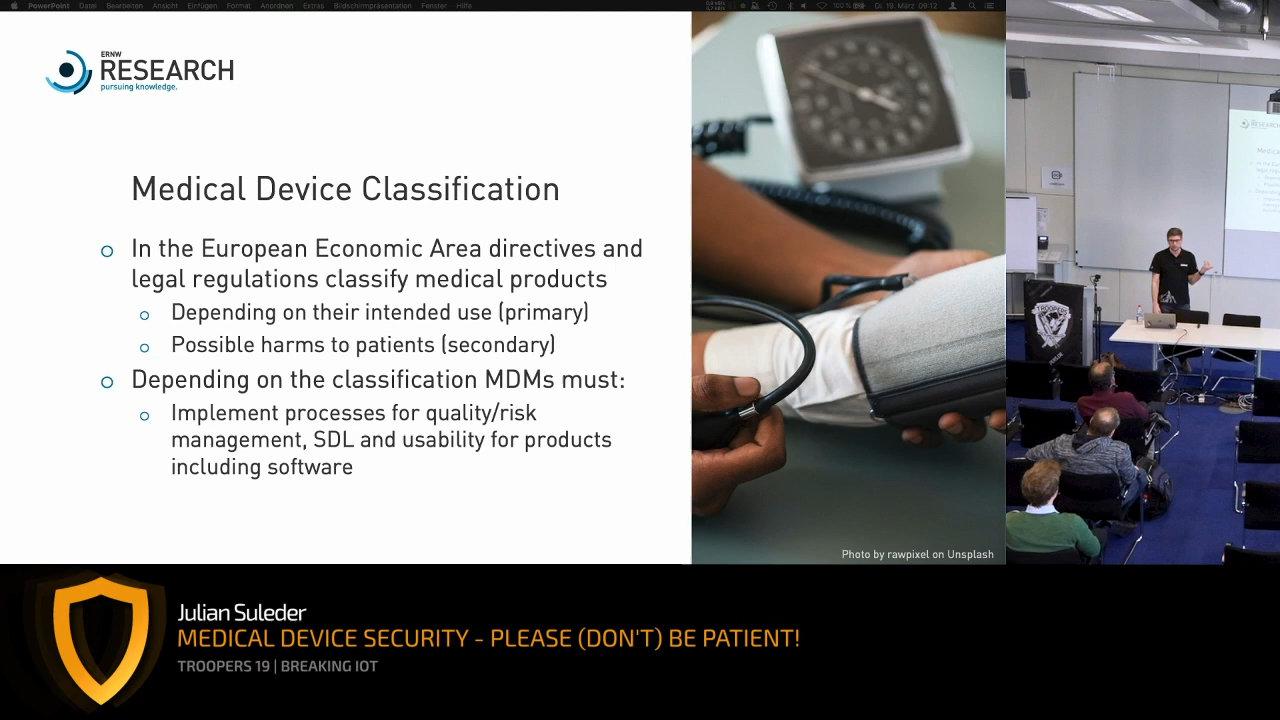 PowerPoint Datei Bearbeiten Ansicht Einfügen Format Anordnen Extras Bildschirmpräsentation Fenster Hilfe
100 % Di. 19. März 09:12
ERNW
RESEARCH
pursuing knowledge.
Medical Device Classification
In the European Economic Area directives and
legal regulations classify medical products
Depending on their intended use (primary)
Possible harms to patients (secondary)
Depending on the classification MDMs must:
Implement processes for quality/risk
management, SDL and usability for products
including software
Photo by rawpixel on Unsplash
TROOPERS
Julian Suleder
MEDICAL DEVICE SECURITY - PLEASE (DON'T) BE PATIENT!
TROOPERS 19 | BREAKING IOT